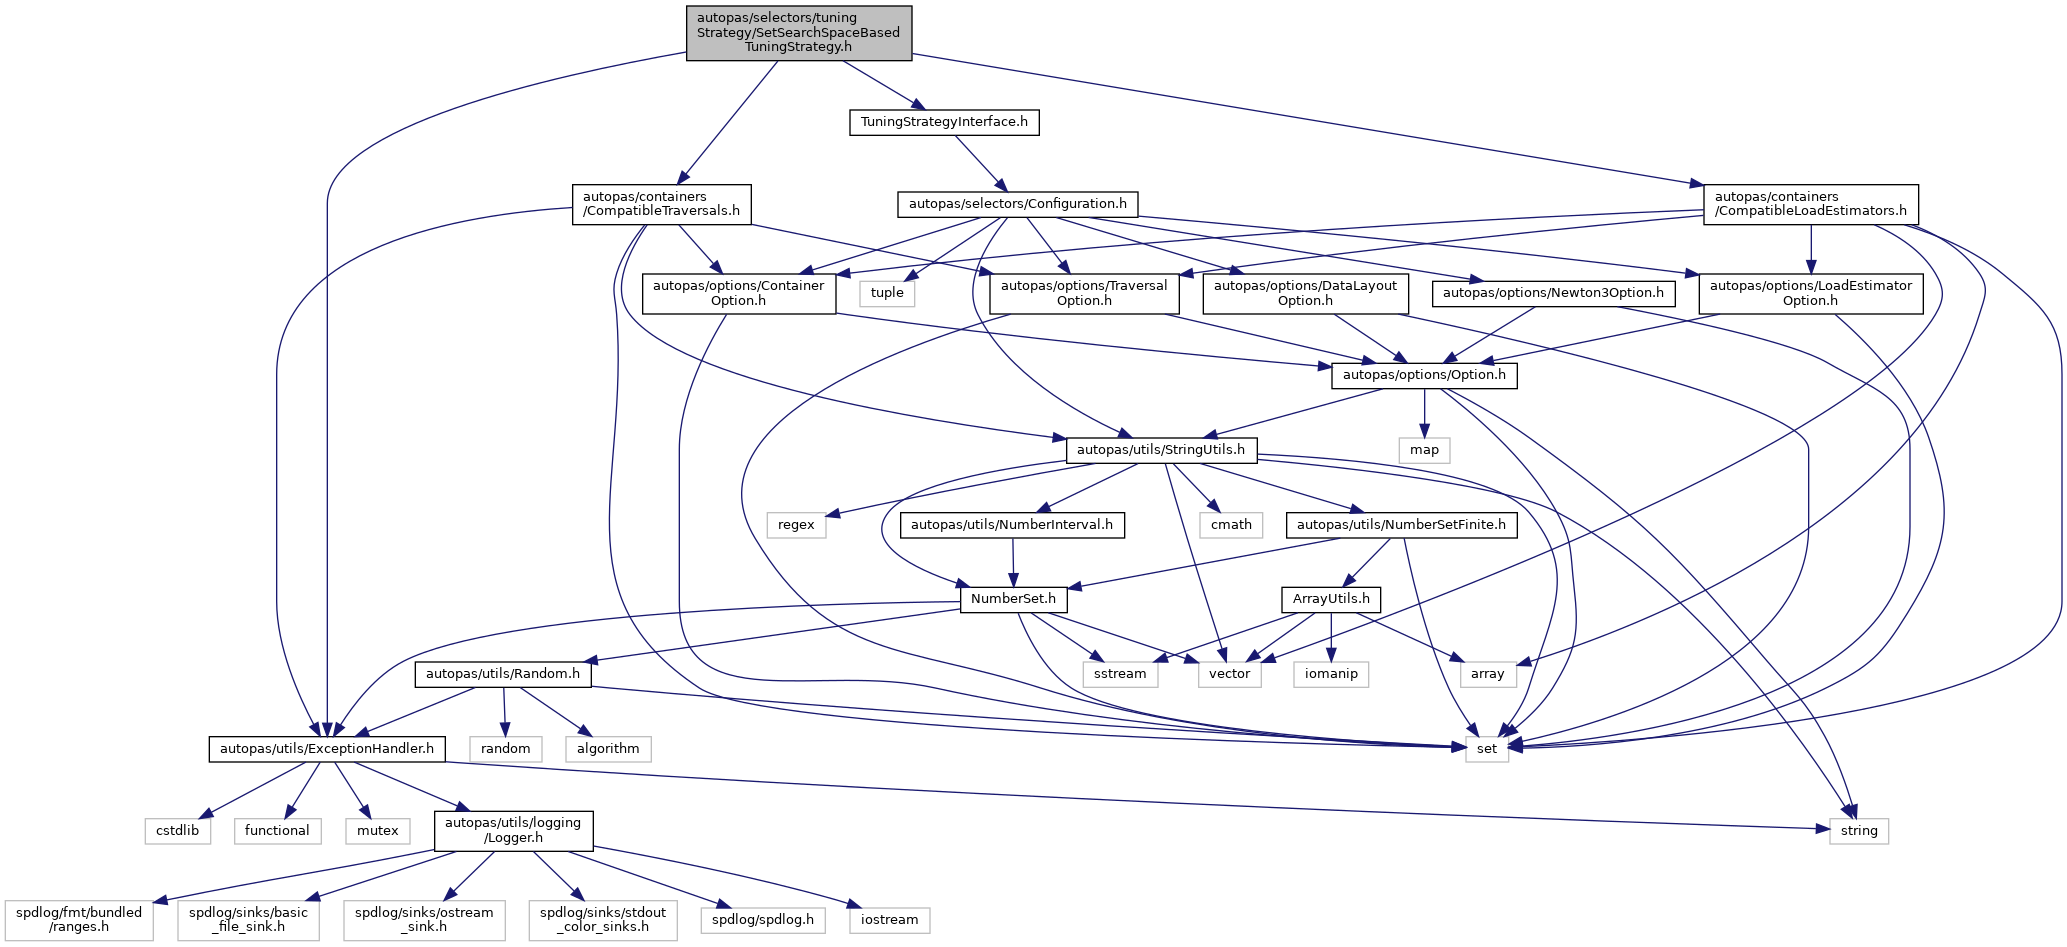 autopas/selectors/tuning
Strategy/SetSearchSpaceBased
TuningStrategy.h
TuningStrategyInterface.h
autopas/containers
/CompatibleTraversals.h
autopas/selectors/Configuration.h
autopas/containers
/CompatibleLoadEstimators.h
autopas/options/Container
Option.h
tuple
autopas/options/Traversal
Option.h
autopas/options/DataLayout
Option.h
autopas/options/Newton3Option.h
autopas/options/LoadEstimator
Option.h
autopas/options/Option.h
autopas/utils/StringUtils.h
map
regex
autopas/utils/NumberInterval.h
cmath
autopas/utils/NumberSetFinite.h
NumberSet.h
ArrayUtils.h
autopas/utils/Random.h
sstream
vector
iomanip
array
autopas/utils/ExceptionHandler.h
random
algorithm
set
cstdlib
functional
mutex
autopas/utils/logging
/Logger.h
string
spdlog/fmt/bundled
/ranges.h
spdlog/sinks/basic
_file_sink.h
spdlog/sinks/ostream
_sink.h
spdlog/sinks/stdout
_color_sinks.h
spdlog/spdlog.h
iostream